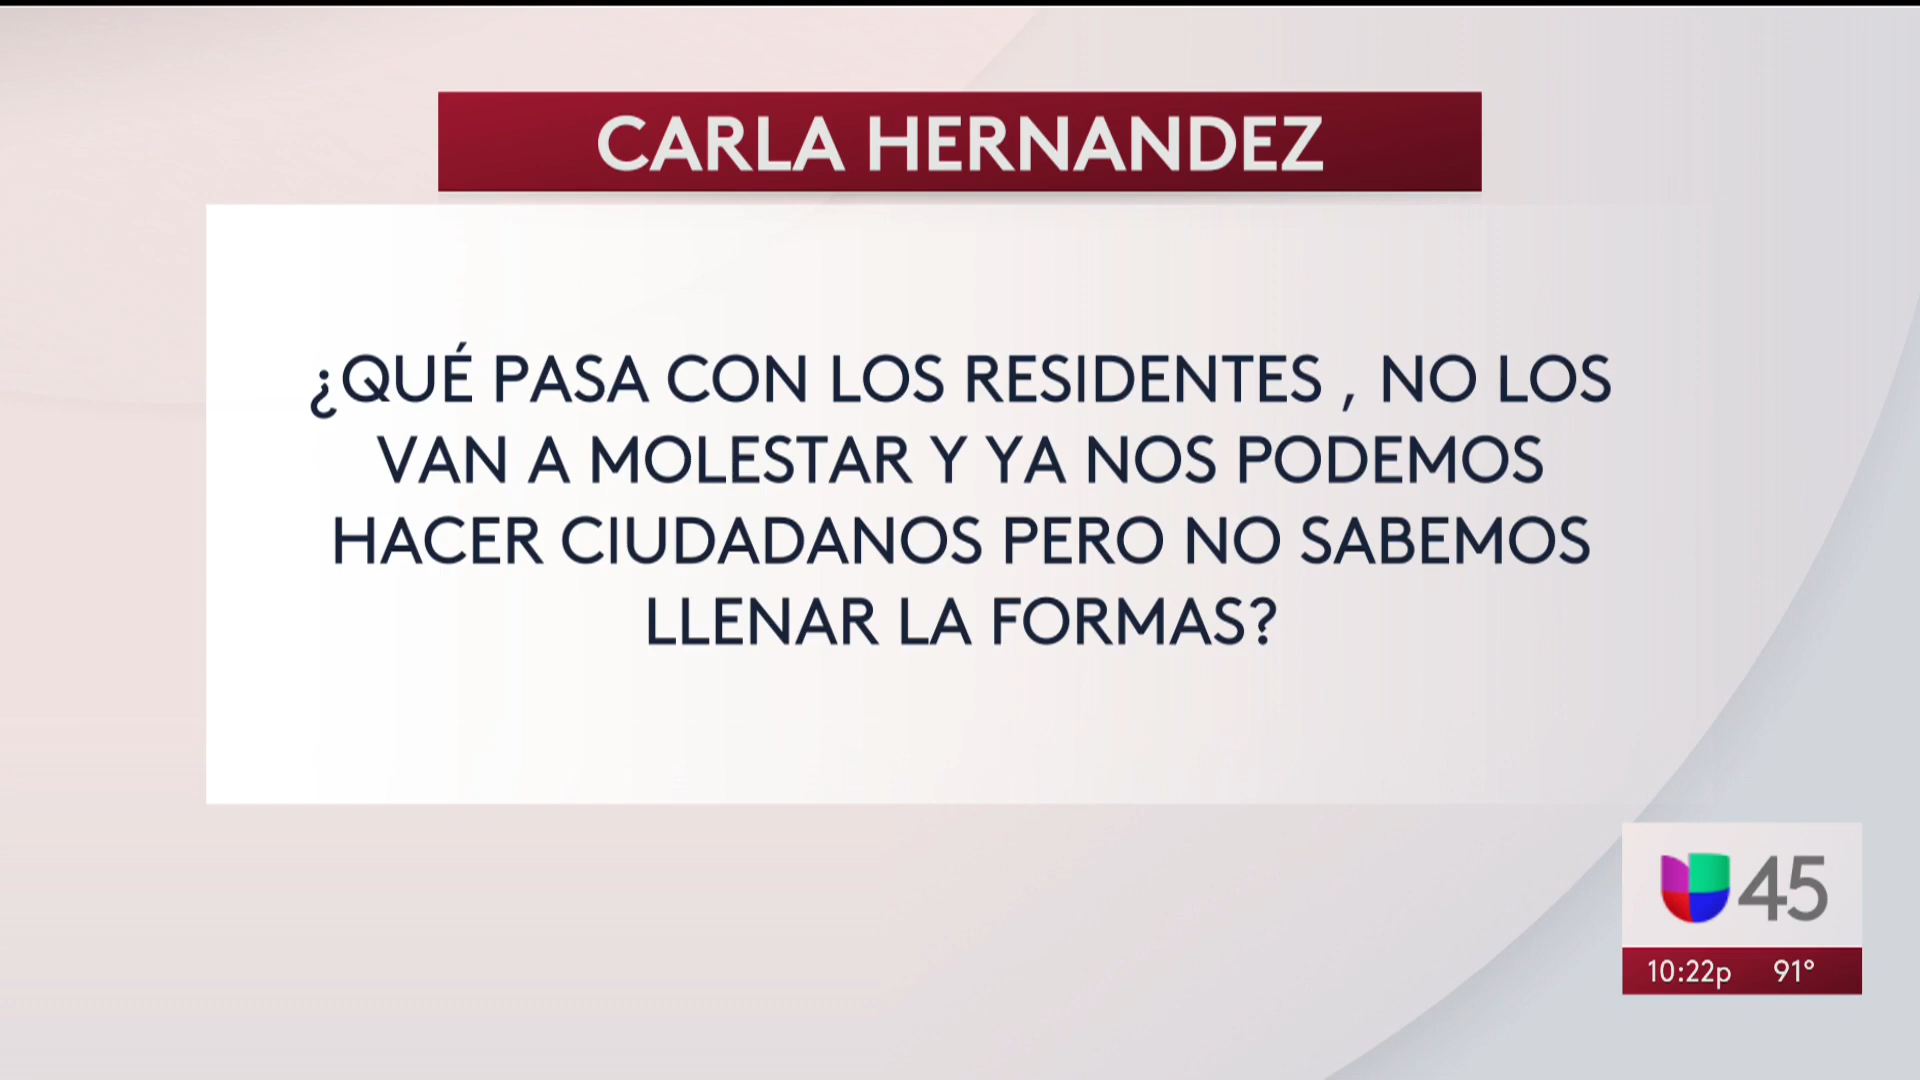 CARLA HERNANDEZ
¿QUÉ PASA CON LOS RESIDENTES , NO LOS
VAN A MOLESTAR Y YA NOS PODEMOS
HACER CIUDADANOS PERO NO SABEMOS
LLENAR LA FORMAS?
45
10:22p 91°